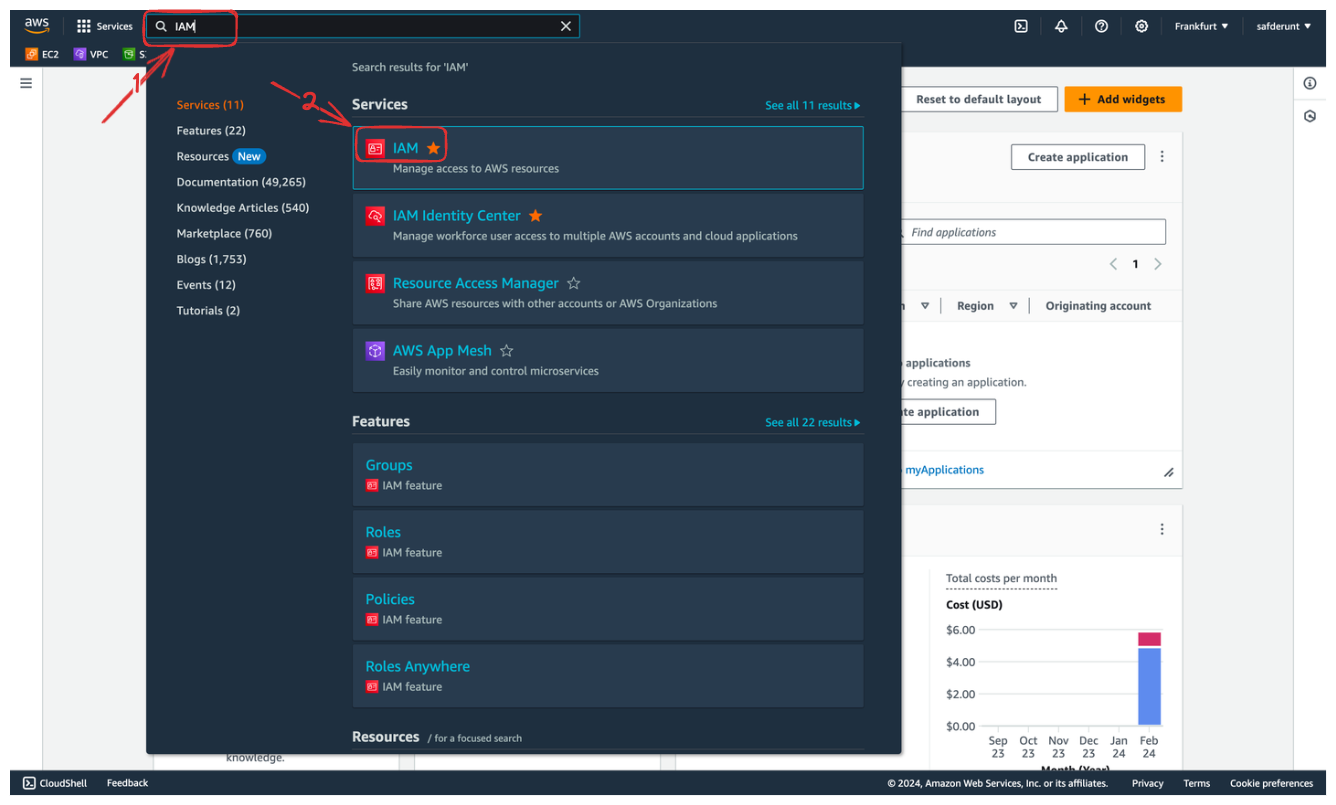 aws
Services
IAM
Frankfurt ▼
safderunt ▼
EC2
VPC
S
1
2
Search results for 'IAM'
Services (11)
Features (22)
Resources New
Documentation (49,265)
Knowledge Articles (540)
Marketplace (760)
Blogs (1,753)
Events (12)
Tutorials (2)
Services
See all 11 results
IAM
Manage access to AWS resources
IAM Identity Center
Manage workforce user access to multiple AWS accounts and cloud applications
Resource Access Manager
Share AWS resources with other accounts or AWS Organizations
AWS App Mesh
Easily monitor and control microservices
Features
See all 22 results
Groups
IAM feature
Roles
IAM feature
Policies
IAM feature
Roles Anywhere
IAM feature
Resources / for a focused search
Reset to default layout
+ Add widgets
Create application
Find applications
1
Region
Originating account
applications
creating an application.
application
myApplications
Total costs per month
Cost (USD)
$6.00
$4.00
$2.00
$0.00
Sep 23
Oct 23
Nov 23
Dec 23
Jan 24
Feb 24
Month (Year)
knowledge.
CloudShell
Feedback
© 2024, Amazon Web Services, Inc. or its affiliates.
Privacy
Terms
Cookie preferences